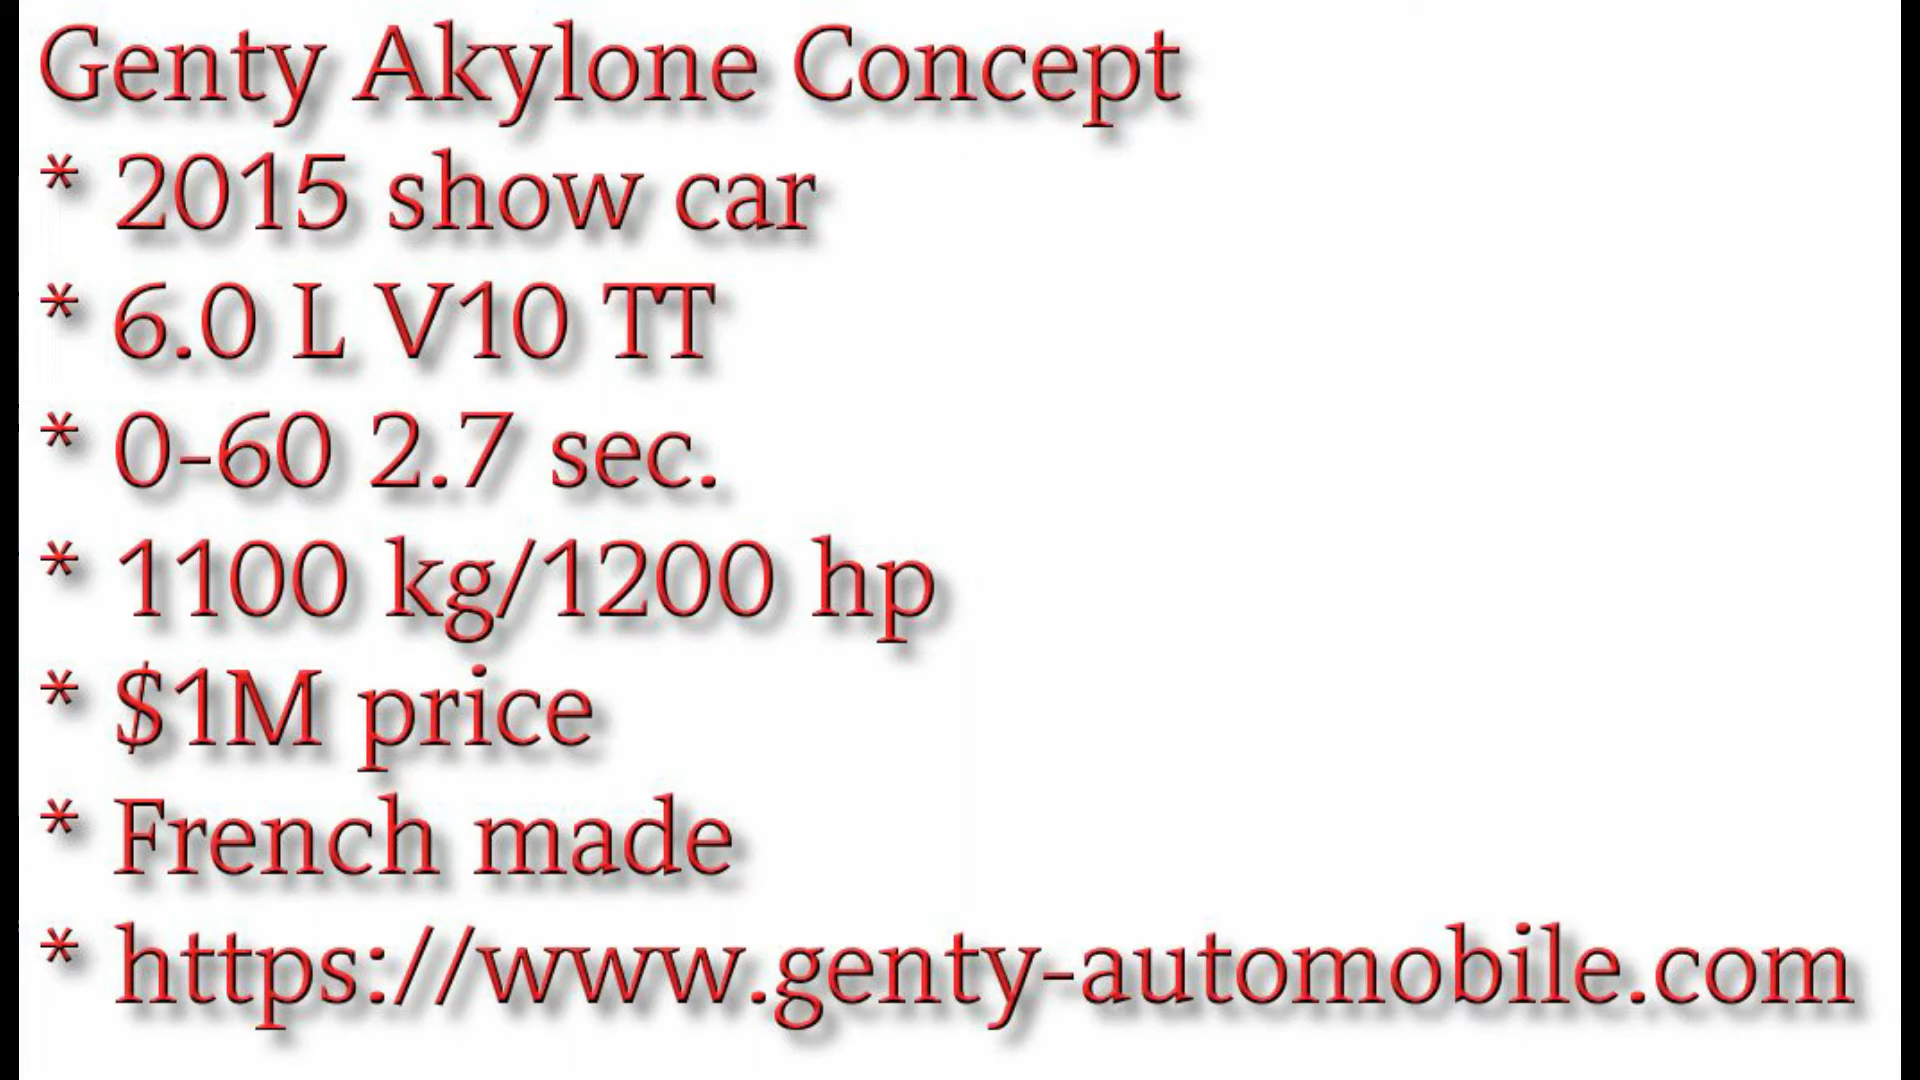 Genty Akylone Concept
* 2015 show car
* 6.0 L V10 TT
* 0-60 2.7 sec.
* 1100 kg/1200 hp
* $1M price
* French made
* https://www.genty-automobile.com